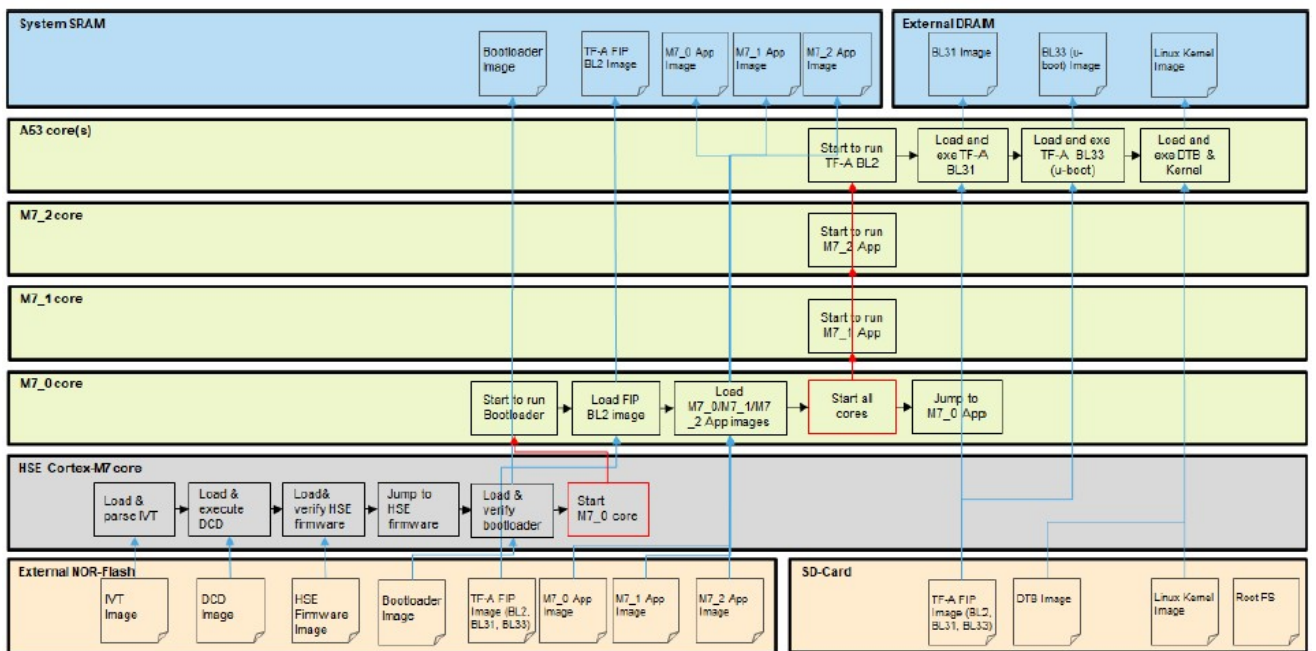 System SRAM
Bootloader
Image
TF-A FIP
BL2 Image
M7_0 App
Image
M7_1 App
Image
M7_2 App
Image
External DRAM
BL31 Image
BL33 (u-
boot) Image
Linux Kernel
Image
A53 core(s)
Start to run
TF-A BL2
Load and
exe TF-A
BL31
Load and exe
TF-A BL33
(u-boot)
Load and
exe DTB &
Kernel
M7_2 core
Start to run
M7_2 App
M7_1 core
Start to run
M7_1 App
M7_0 core
Start to run
Bootloader
Load FIP
BL2 image
Load
M7_0/M7_1/M7
_2 App images
Start all
cores
Jump to
M7_0 App
HSE Cortex-M7 core
Load &
parse IVT
Load &
execute
DCD
Load&
verify HSE
firmware
Jump to
HSE
firmware
Load &
verify
bootloader
Start
M7_0 core
External NOR-Flash
IVT
Image
DCD
Image
HSE
Firmware
Image
Bootloader
Image
TF-A FIP
Image (BL2,
BL31, BL33)
M7_0 App
Image
M7_1 App
Image
M7_2 App
Image
SD-Card
TF-A FIP
Image (BL2,
BL31, BL33)
DTB Image
Linux Kernel
Image
Root FS